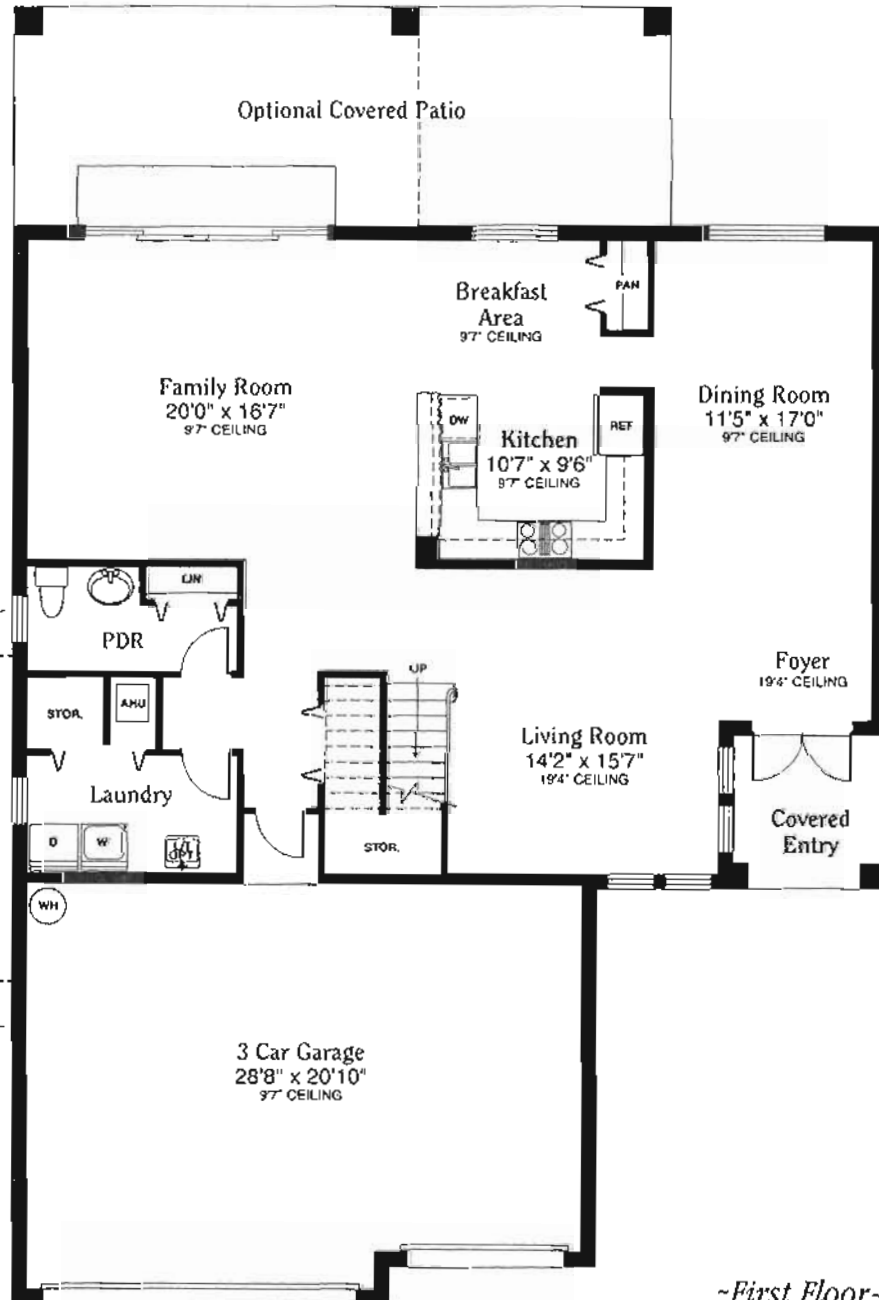 Optional Covered Patio
Breakfast
Area
9'7" CEILING
PAN
Family Room
20'0" x 16'7"
9'7" CEILING
DW
Kitchen
10'7" x 9'6"
9'7" CEILING
REF
Dining Room
11'5" x 17'0"
9'7" CEILING
LIN
PDR
UP
Foyer
19'4" CEILING
STOR.
AHU
Living Room
14'2" x 15'7"
19'4" CEILING
Laundry
Covered
Entry
D
W
OPT
STOR.
WH
3 Car Garage
28'8" x 20'10"
9'7" CEILING
~First Floor~